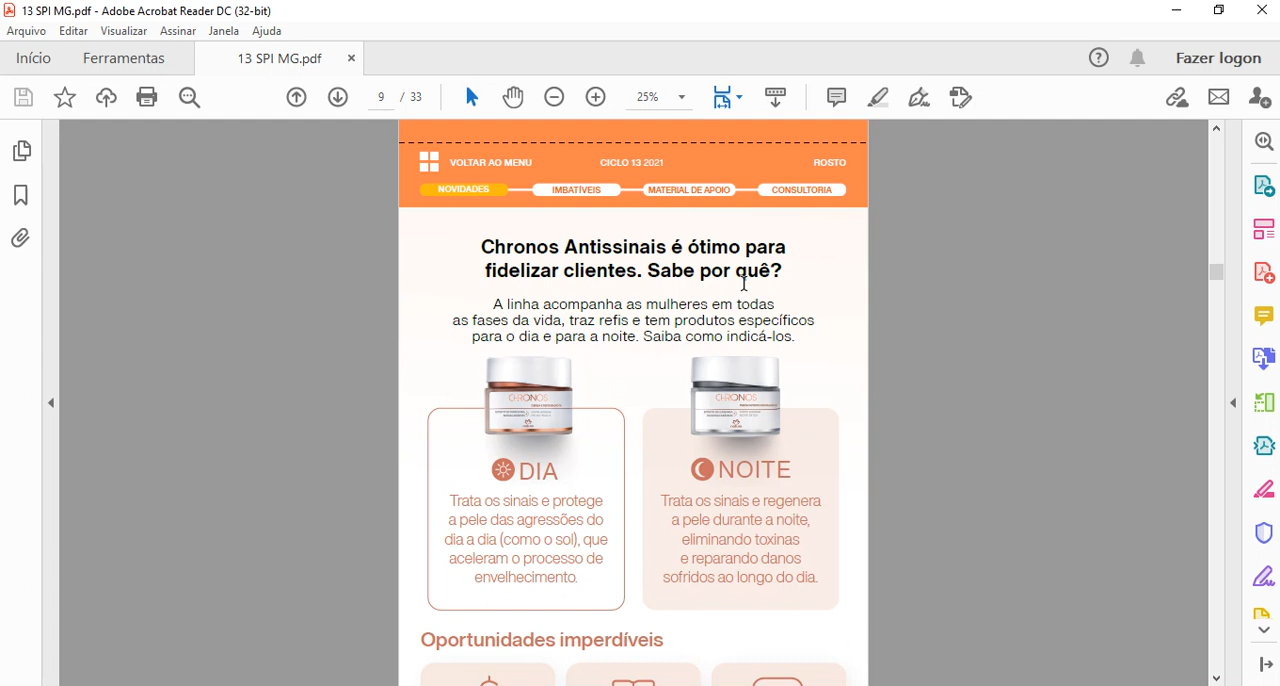 13 SPI MG.pdf - Adobe Acrobat Reader DC (32-bit)
Arquivo Editar Visualizar Assinar Janela Ajuda
Início Ferramentas 13 SPI MG.pdf × Fazer logon
9 / 33 25%
VOLTAR AO MENU CICLO 13 2021 ROSTO
NOVIDADES IMBATÍVEIS MATERIAL DE APOIO CONSULTORIA
Chronos Antissinais é ótimo para
fidelizar clientes. Sabe por quê?
A linha acompanha as mulheres em todas
as fases da vida, traz refis e tem produtos específicos
para o dia e para a noite. Saiba como indicá-los.
CHRONOS CHRONOS
DIA
Trata os sinais e protege
a pele das agressões do
dia a dia (como o sol), que
aceleram o processo de
envelhecimento.
NOITE
Trata os sinais e regenera
a pele durante a noite,
eliminando toxinas
e reparando danos
sofridos ao longo do dia.
Oportunidades imperdíveis